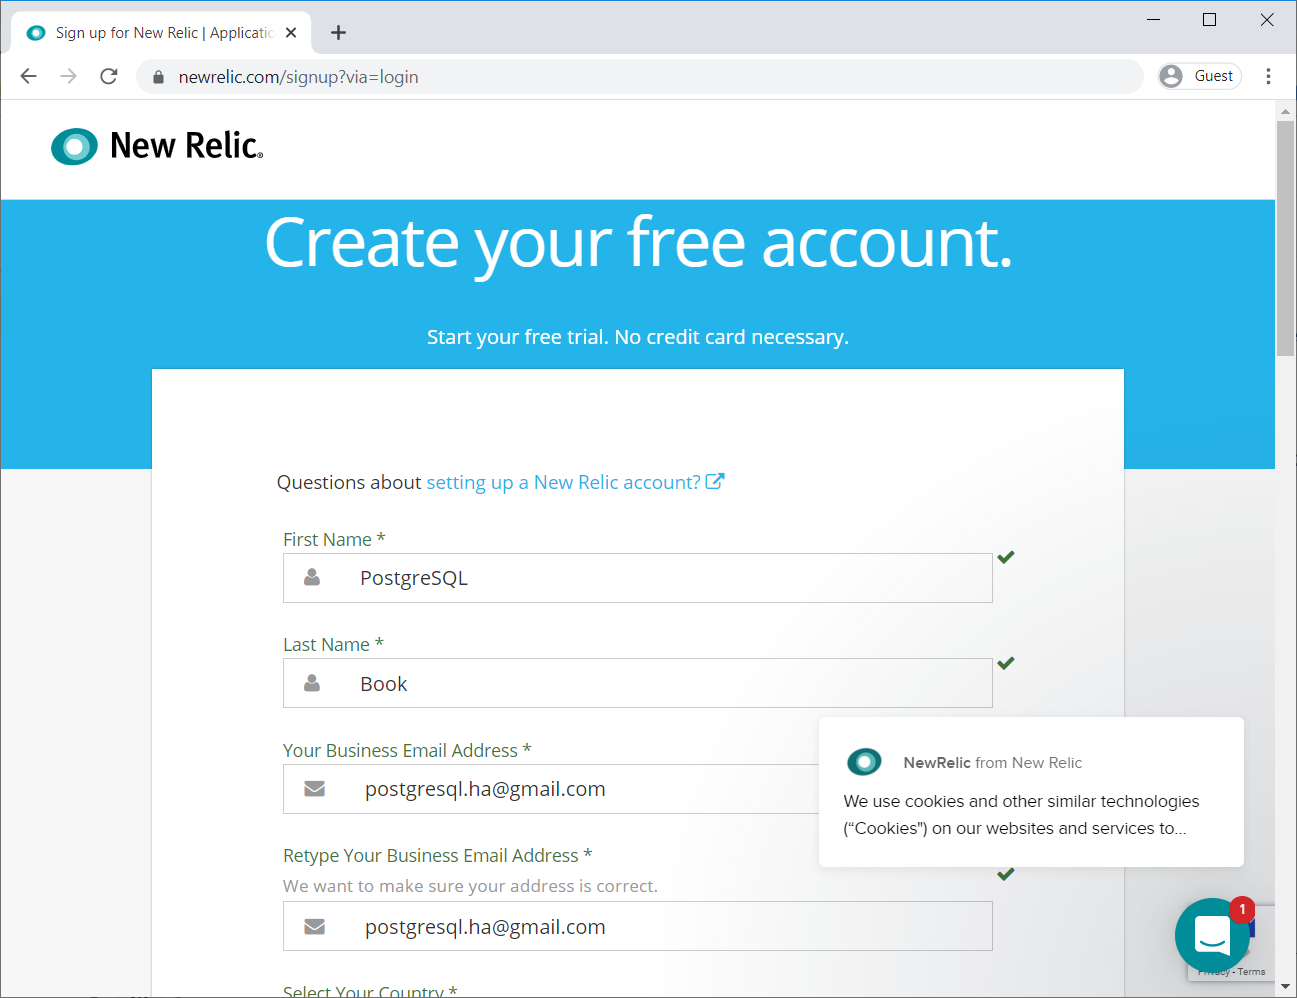 Sign up for New Relic | Applicatic
newrelic.com/signup?via=login
Guest
New Relic®
Create your free account.
Start your free trial. No credit card necessary.
Questions about setting up a New Relic account?
First Name *
PostgreSQL
Last Name *
Book
Your Business Email Address *
postgresql.ha@gmail.com
NewRelic from New Relic
We use cookies and other similar technologies
(“Cookies") on our websites and services to...
Retype Your Business Email Address *
We want to make sure your address is correct.
postgresql.ha@gmail.com
1
Privacy - Terms
Select Your Country *